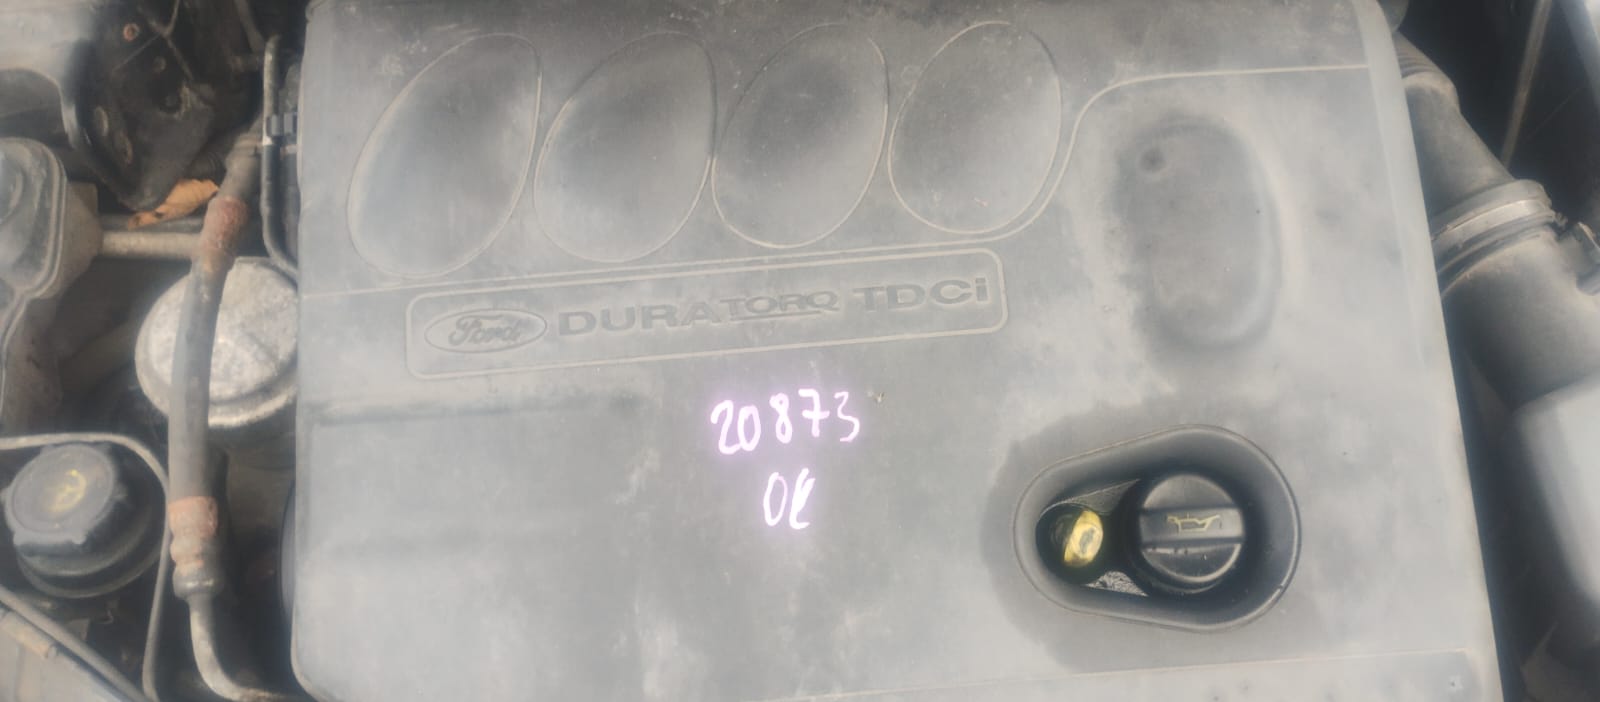 Ford DURATORQ TDCi
20873
OK